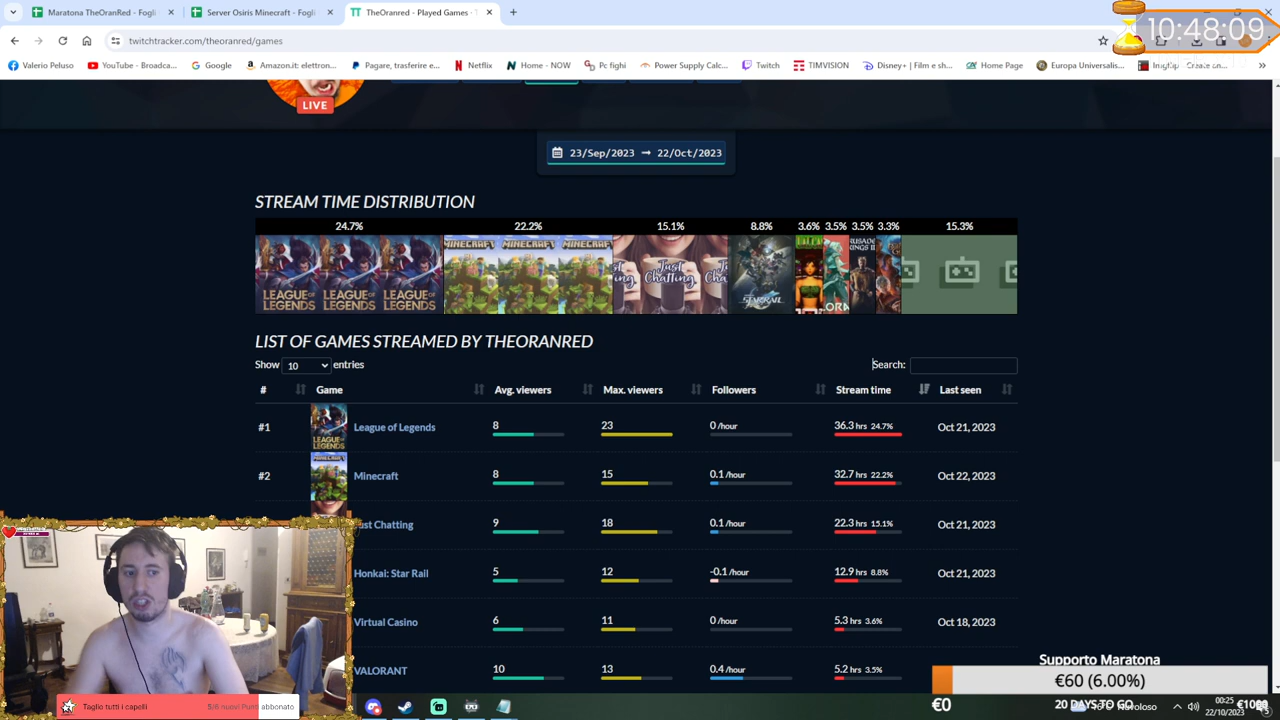 Maratona TheOranRed - Fogli
Server Osiris Minecraft - Fogl
TheOranred - Played Games -
10:48:09
twitchtracker.com/theoranred/games
Valerio Peluso
YouTube - Broadca...
Google
Amazon.it: elettron...
Pagare, trasferire e...
Netflix
Home - NOW
Pc fighi
Power Supply Calc...
Twitch
TIMVISION
Disney+ | Film e sh...
Home Page
Europa Universalis...
LIVE
23/Sep/2023 → 22/Oct/2023
STREAM TIME DISTRIBUTION
24.7% 22.2% 15.1% 8.8% 3.6% 3.5% 3.5% 3.3% 15.3%
LEAGUE OF LEGENDS
MINECRAFT MINECRAFT MINECRAFT
Just Chatting
STAR RAIL
LIST OF GAMES STREAMED BY THEORANRED
Show 10 entries
Search:
# Game Avg. viewers Max. viewers Followers Stream time Last seen
#1 League of Legends 8 23 0 /hour 36.3 hrs 24.7% Oct 21, 2023
#2 Minecraft 8 15 0.1 /hour 32.7 hrs 22.2% Oct 22, 2023
ust Chatting 9 18 0.1 /hour 22.3 hrs 15.1% Oct 21, 2023
Honkai: Star Rail 5 12 -0.1 /hour 12.9 hrs 8.8% Oct 21, 2023
Virtual Casino 6 11 0 /hour 5.3 hrs 3.6% Oct 18, 2023
VALORANT 10 13 0.4 /hour 5.2 hrs 3.5%
Supporto Maratona
€60 (6.00%)
20 DAYS TO GO
Taglio tutti i capelli
abbonato
00:25
22/10/2023